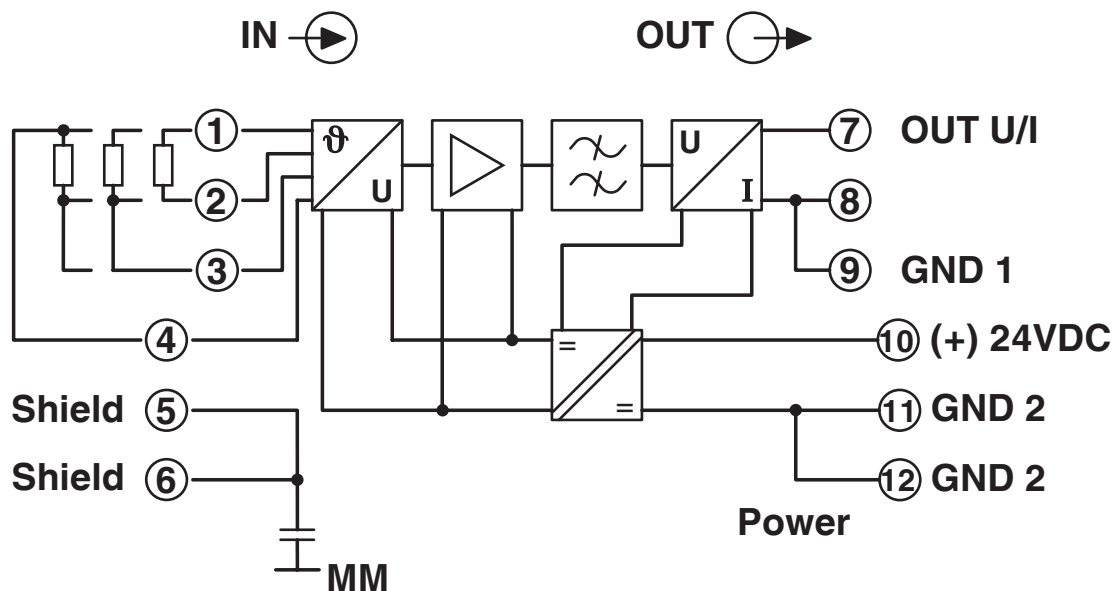 IN
OUT
1
ϑ
U
U
7
OUT U/I
2
I
8
3
9
GND 1
4
=
10
(+) 24VDC
Shield
5
=
11
GND 2
Shield
6
12
GND 2
Power
MM